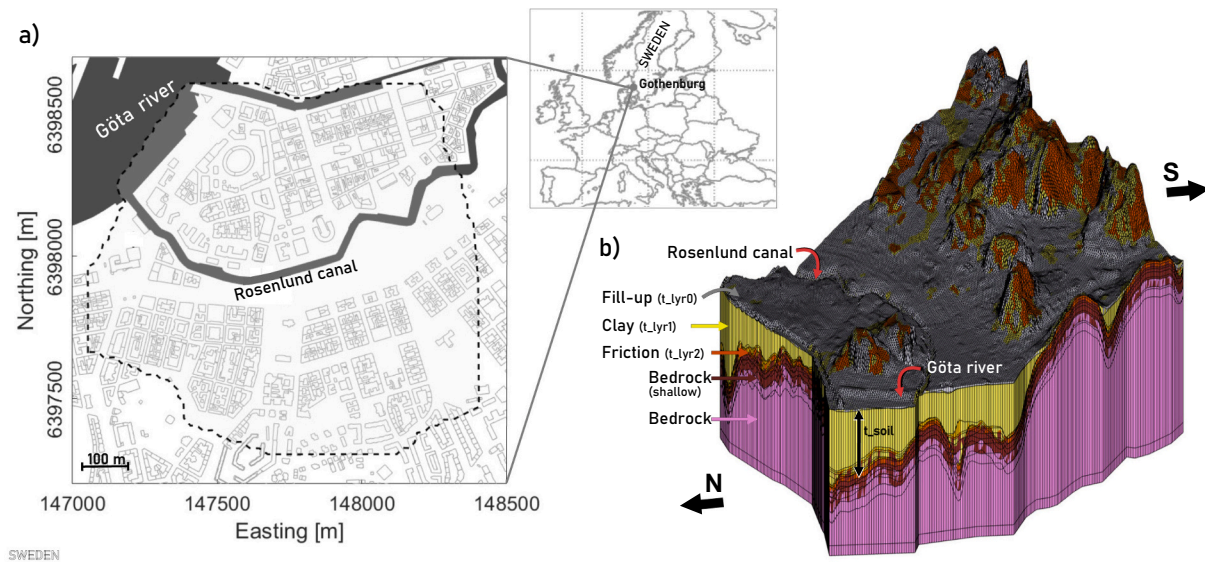 a)
Göta river
Rosenlund canal
6398500
6398000
6397500
Northing [m]
100 m
147000
147500
148000
148500
Easting [m]
SWEDEN
SWEDEN
Gothenburg
b)
S
Rosenlund canal
Fill-up (t_lyr0)
Clay (t_lyr1)
Friction (t_lyr2)
Bedrock
(shallow)
Bedrock
Göta river
t_soil
N